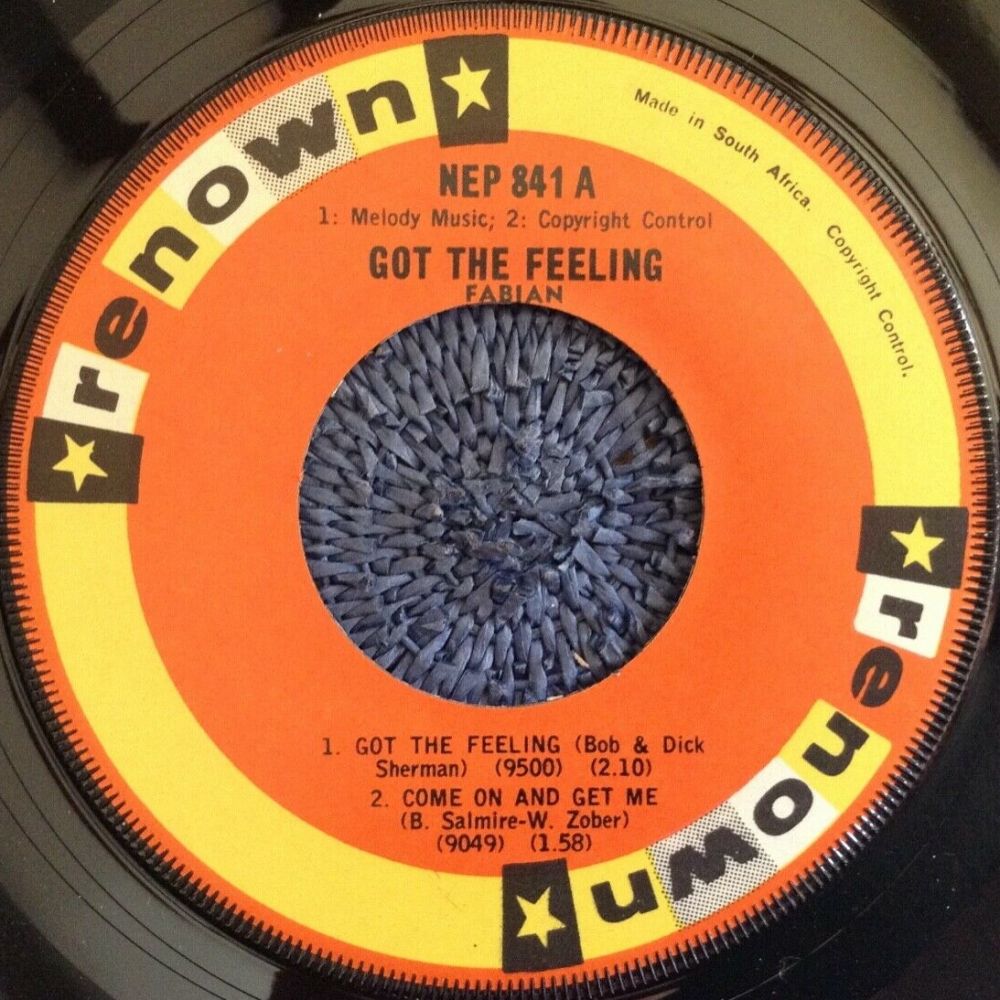 renown
Made in South Africa. Copyright Control.
NEP 841 A
1: Melody Music; 2: Copyright Control
GOT THE FEELING
FABIAN
1. GOT THE FEELING (Bob & Dick
Sherman) (9500) (2.10)
2. COME ON AND GET ME
(B. Salmire-W. Zober)
(9049) (1.58)
renown